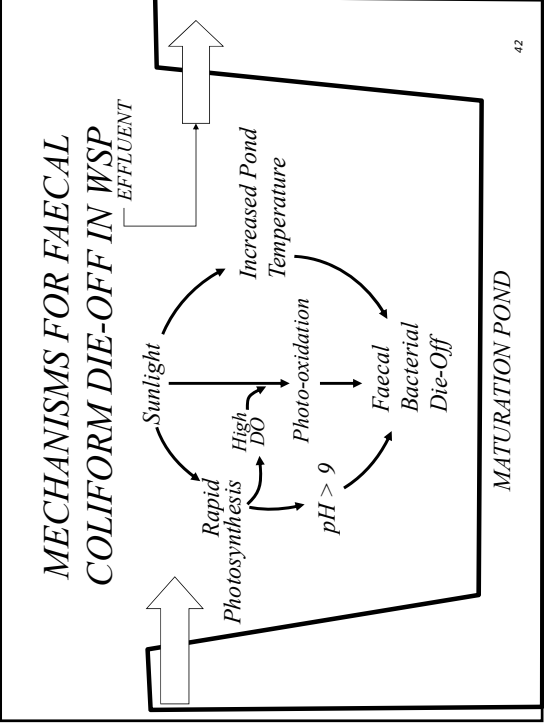 MECHANISMS FOR FAECAL
COLIFORM DIE-OFF IN WSP
EFFLUENT
Sunlight
Rapid
Photosynthesis
High
DO
Increased Pond
Temperature
Photo-oxidation
pH > 9
Faecal
Bacterial
Die-Off
MATURATION POND
42